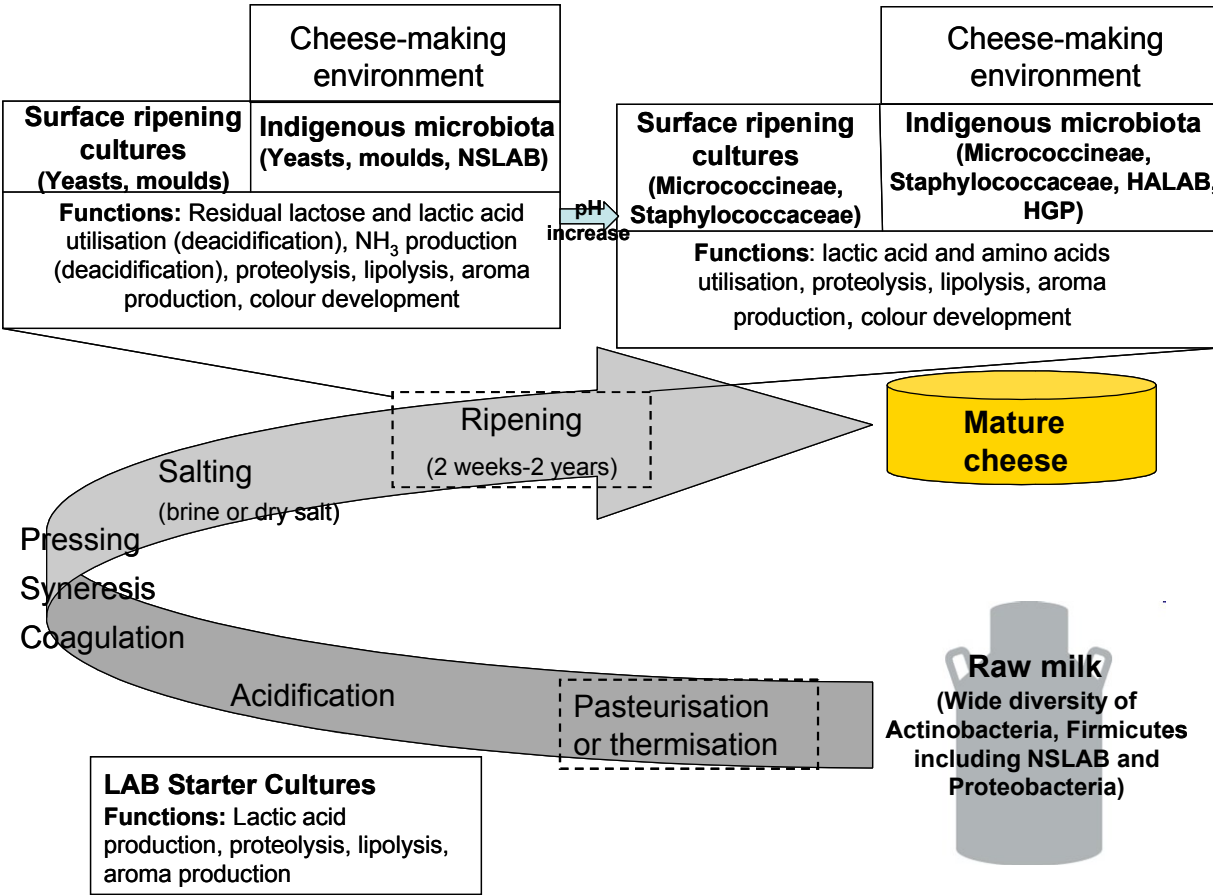 Cheese-making
environment
Surface ripening
cultures
(Yeasts, moulds)
Indigenous microbiota
(Yeasts, moulds, NSLAB)
Functions: Residual lactose and lactic acid
utilisation (deacidification), NH₃ production
(deacidification), proteolysis, lipolysis, aroma
production, colour development
pH
increase
Cheese-making
environment
Surface ripening
cultures
(Micrococcineae,
Staphylococcaceae)
Indigenous microbiota
(Micrococcineae,
Staphylococcaceae, HALAB,
HGP)
Functions: lactic acid and amino acids
utilisation, proteolysis, lipolysis, aroma
production, colour development
Ripening
(2 weeks-2 years)
Mature
cheese
Salting
(brine or dry salt)
Pressing
Syneresis
Coagulation
Acidification
Pasteurisation
or thermisation
Raw milk
(Wide diversity of
Actinobacteria, Firmicutes
including NSLAB and
Proteobacteria)
LAB Starter Cultures
Functions: Lactic acid
production, proteolysis, lipolysis,
aroma production